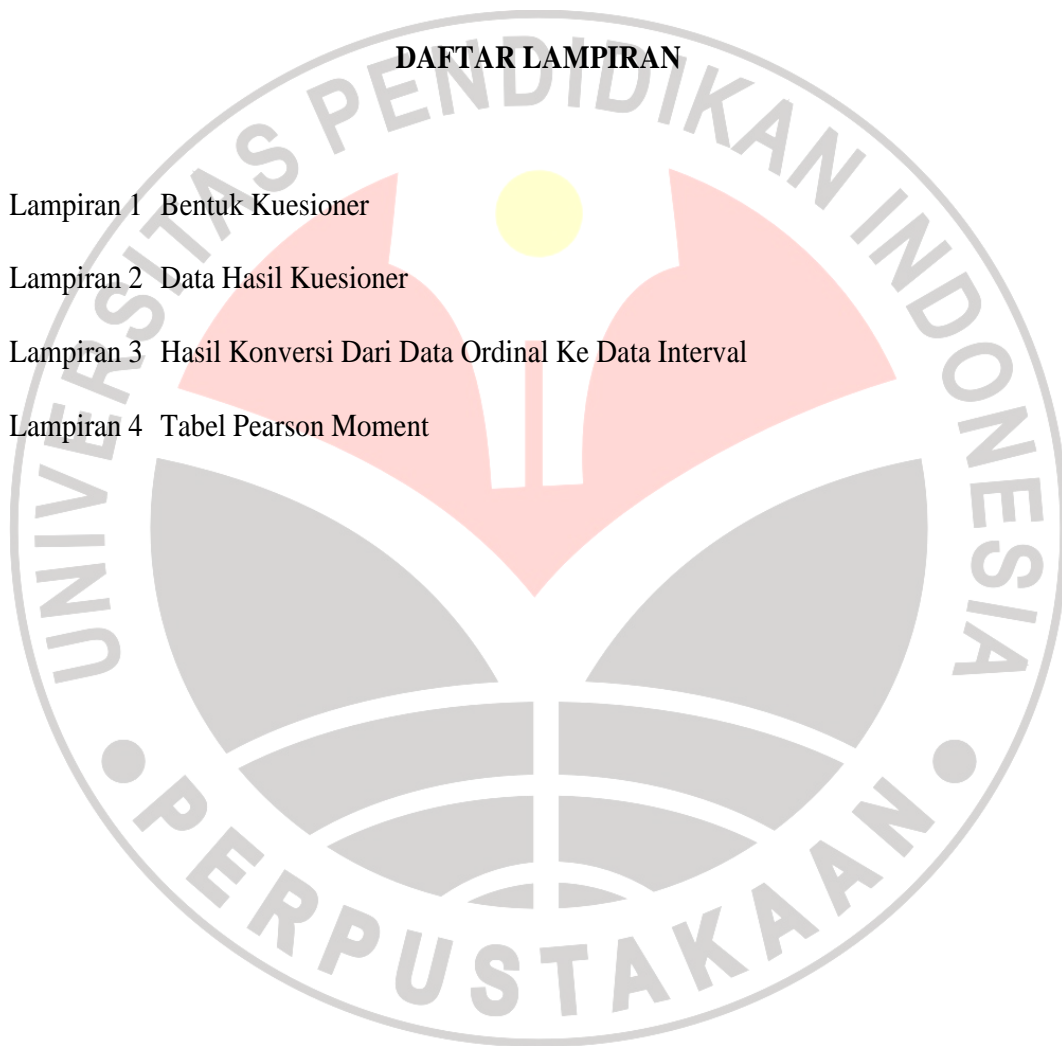 DAFTAR LAMPIRAN
Lampiran 1 Bentuk Kuesioner
Lampiran 2 Data Hasil Kuesioner
Lampiran 3 Hasil Konversi Dari Data Ordinal Ke Data Interval
Lampiran 4 Tabel Pearson Moment
UNIVERSITAS PENDIDIKAN INDONESIA
PERPUSTAKAAN